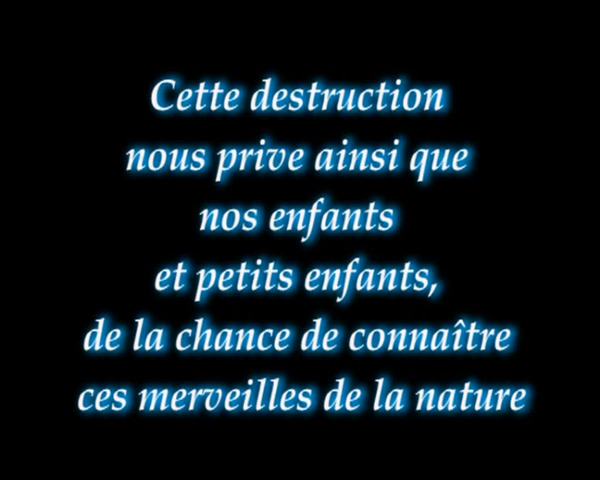 Cette destruction
nous prive ainsi que
nos enfants
et petits enfants,
de la chance de connaître
ces merveilles de la nature